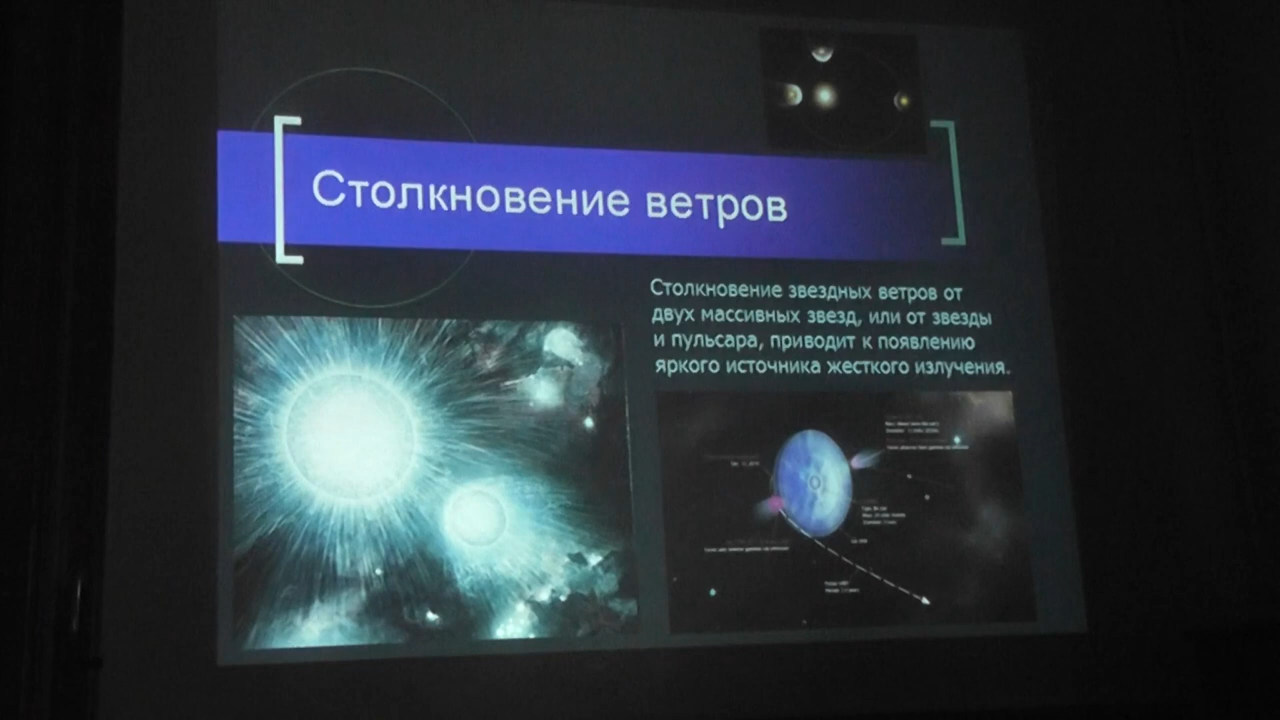 Столкновение ветров
Столкновение звездных ветров от
двух массивных звезд, или от звезды
и пульсара, приводит к появлению
яркого источника жесткого излучения.